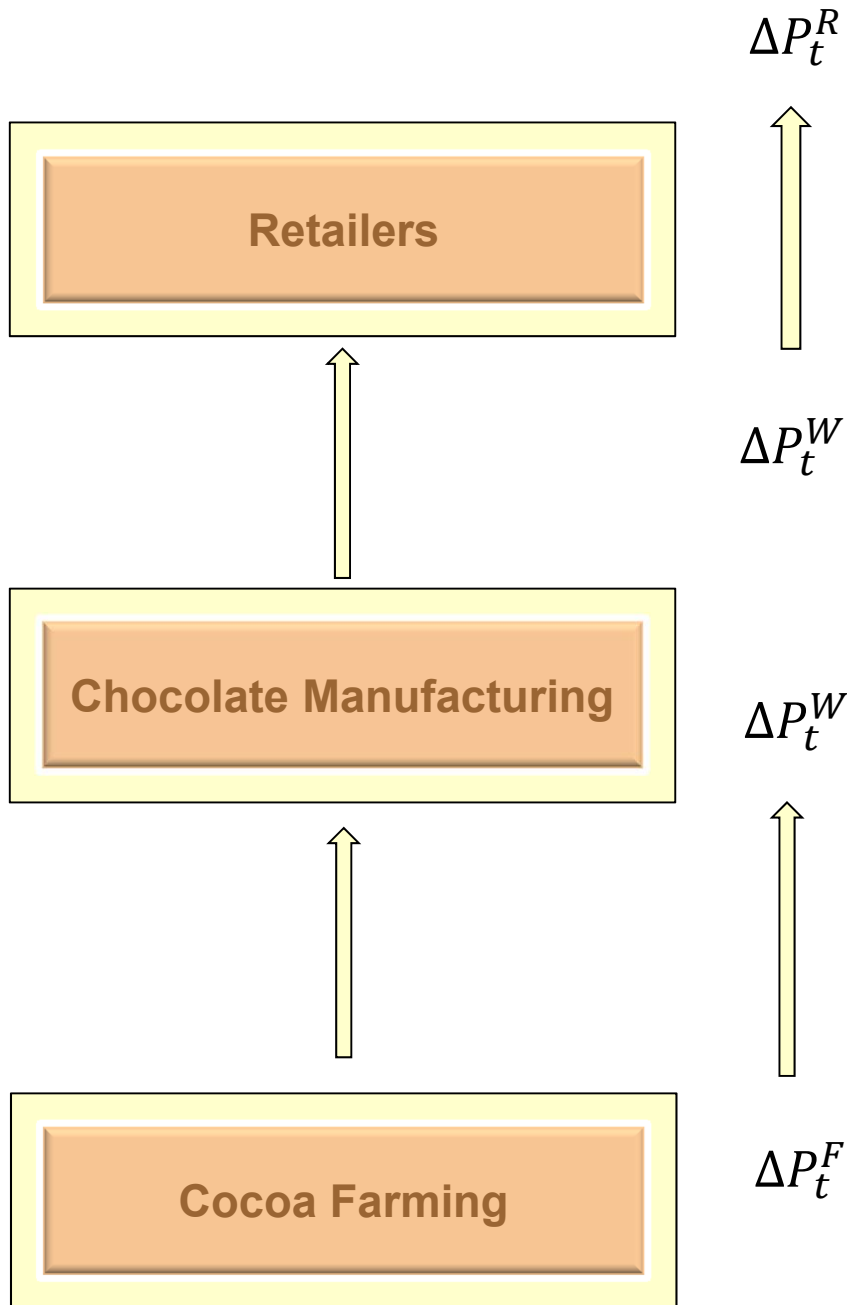 ΔP_t^R
Retailers
ΔP_t^W
Chocolate Manufacturing
ΔP_t^W
Cocoa Farming
ΔP_t^F